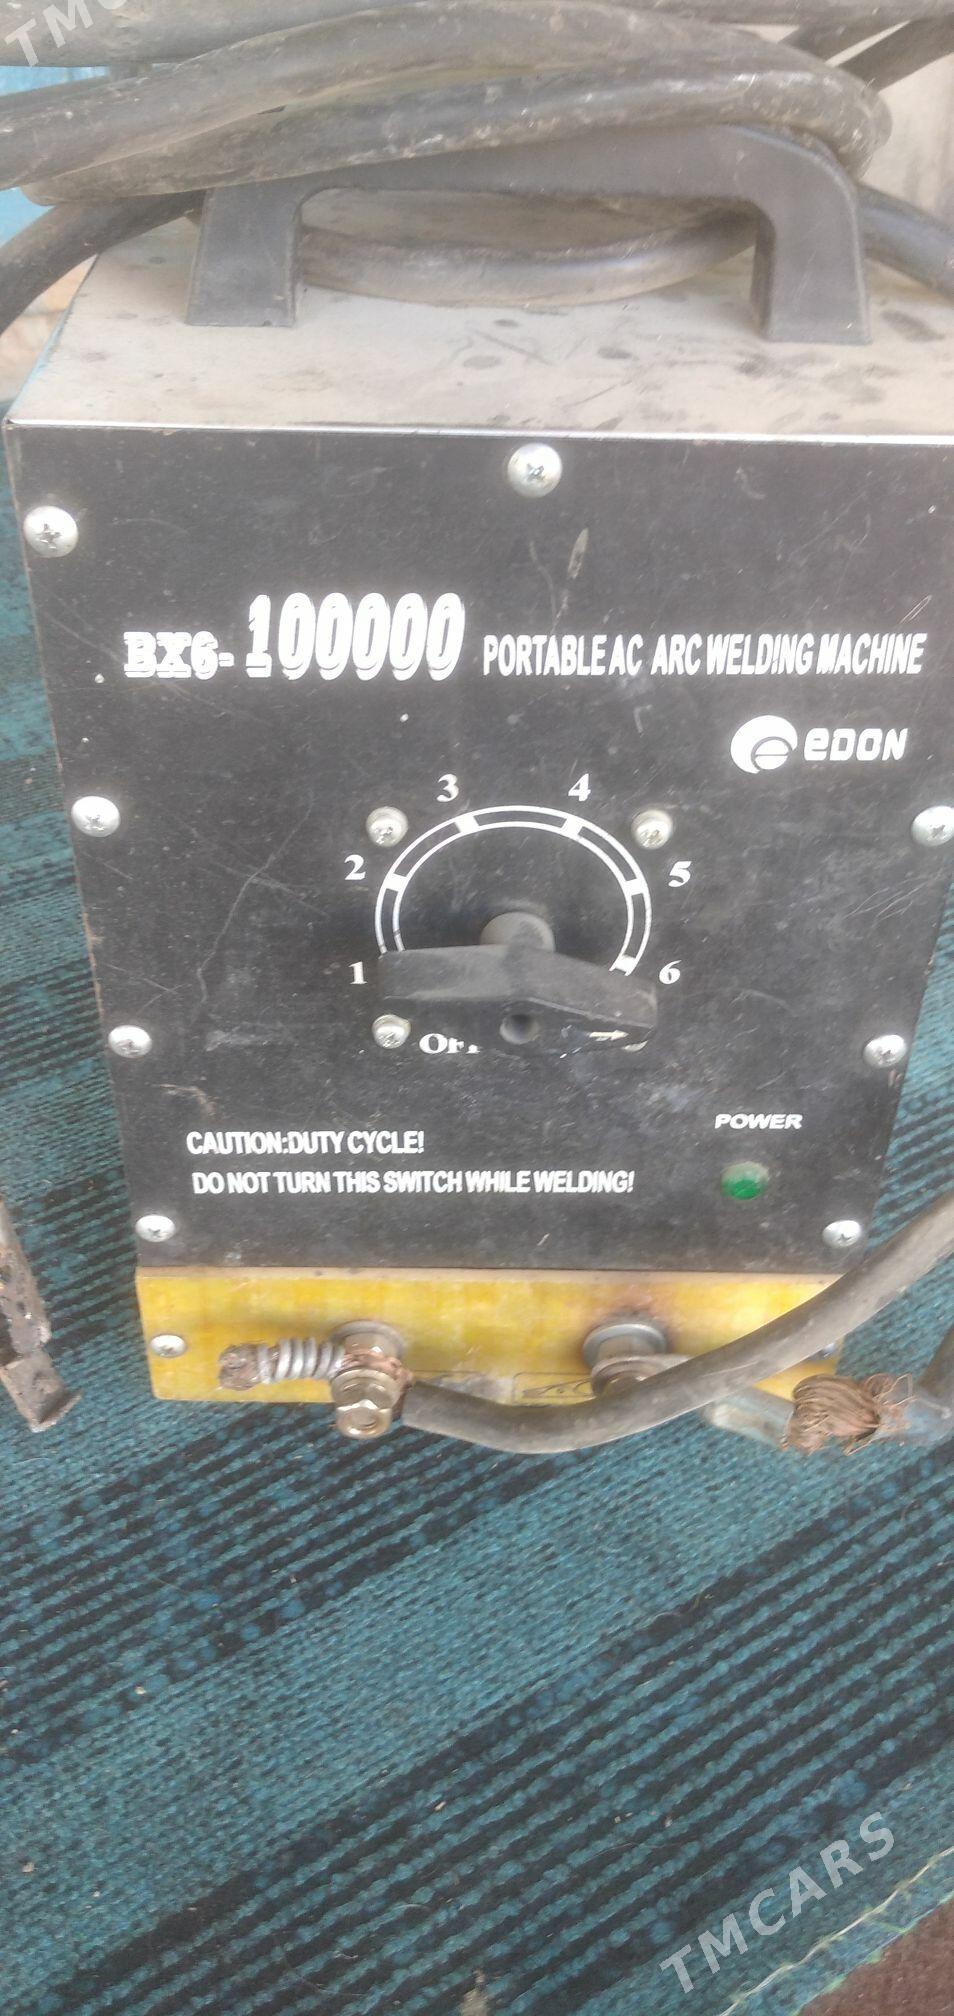 TMC
BX6-100000 PORTABLE AC ARC WELDING MACHINE
eDON
3 4
2 5
1 6
POWER
CAUTION:DUTY CYCLE!
DO NOT TURN THIS SWITCH WHILE WELDING!
TMCARS